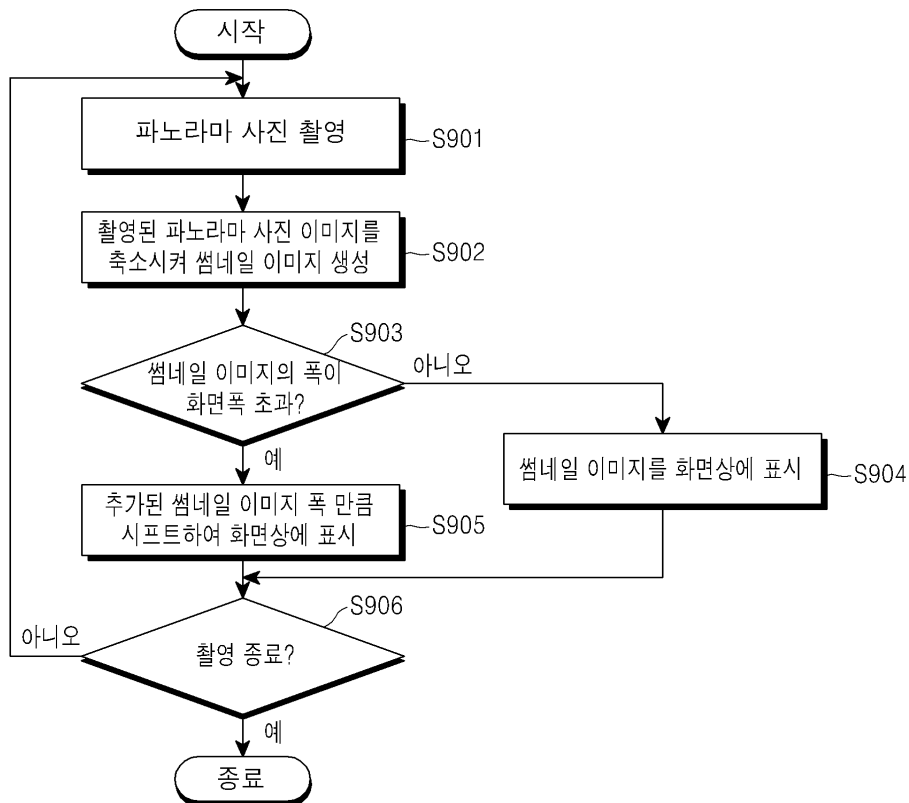 시작
파노라마 사진 촬영
S901
촬영된 파노라마 사진 이미지를
축소시켜 썸네일 이미지 생성
S902
S903
썸네일 이미지의 폭이
화면폭 초과?
아니오
예
썸네일 이미지를 화면상에 표시
S904
추가된 썸네일 이미지 폭 만큼
시프트하여 화면상에 표시
S905
S906
아니오
촬영 종료?
예
종료